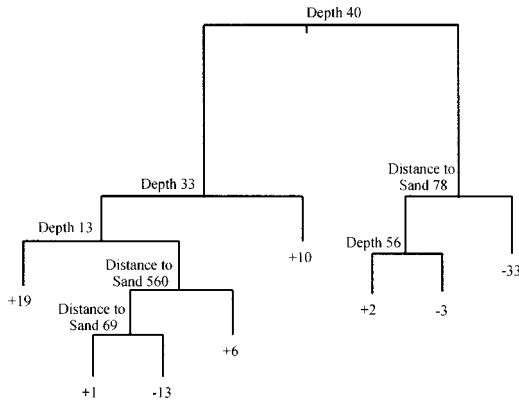 Depth 40
Distance to
Sand 78
Depth 33
Depth 13
Depth 56
+10
Distance to
Sand 560
-33
+19
Distance to
Sand 69
+2
-3
+6
+1
-13